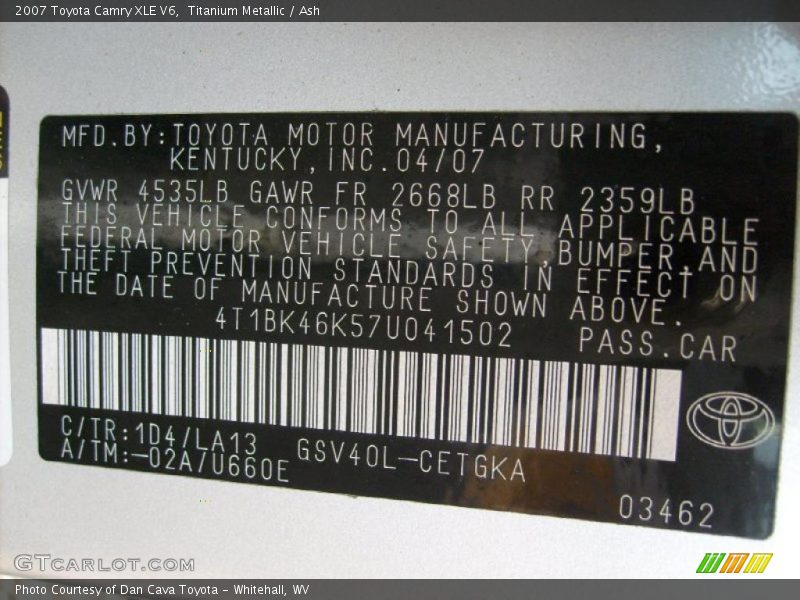 2007 Toyota Camry XLE V6,  Titanium Metallic / Ash
MFD.BY:TOYOTA MOTOR MANUFACTURING,
KENTUCKY,INC.04/07
GVWR 4535LB GAWR FR 2668LB RR 2359LB
THIS VEHICLE CONFORMS TO ALL APPLICABLE
FEDERAL MOTOR VEHICLE SAFETY,BUMPER,AND
THEFT PREVENTION STANDARDS IN EFFECT ON
THE DATE OF MANUFACTURE SHOWN ABOVE.
4T1BK46K57U041502 PASS.CAR
C/TR:1D4/LA13 GSV40L-CETGKA
A/TM:-02A/U660E
03462
GTCARLOT.COM
Photo Courtesy of Dan Cava Toyota - Whitehall, WV